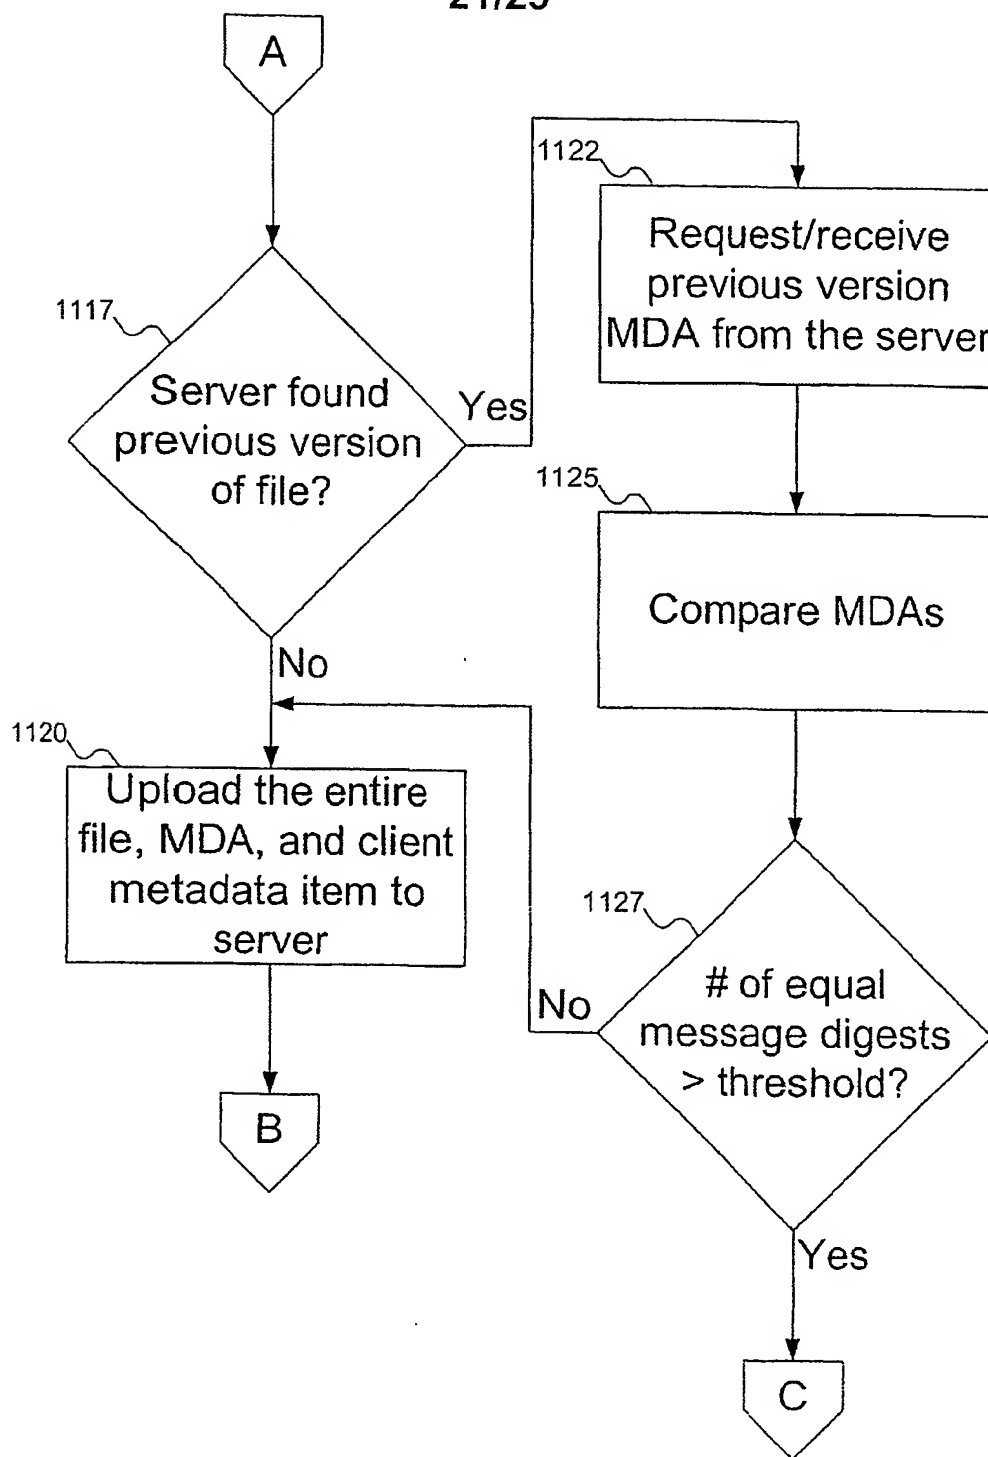 A
1122
Request/receive
previous version
MDA from the server
1117
Server found
previous version
of file?
Yes
1125
Compare MDAs
No
1120
Upload the entire
file, MDA, and client
metadata item to
server
1127
# of equal
message digests
> threshold?
No
B
Yes
C